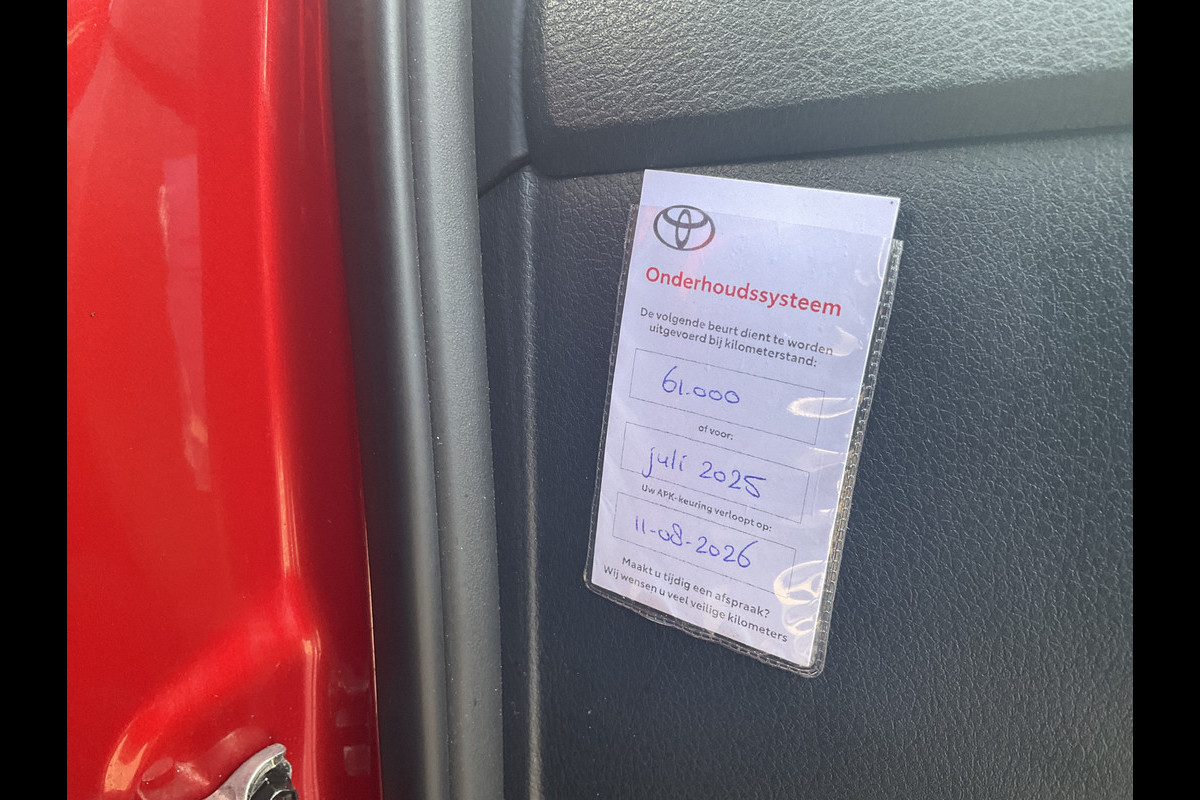 Onderhoudssysteem
De volgende beurt dient te worden
uitgevoerd bij kilometerstand:
61.000
of voor:
juli 2025
Uw APK-keuring verloopt op:
11-08-2026
Maakt u tijdig een afspraak?
Wij wensen u veel veilige kilometers